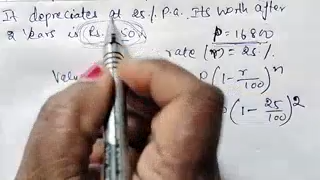 It depreciates at 25 % P.a. Its worth after
2 Years is Rs. 50
P = 16800
rate (r) = 25 %
Val (1 - r/100)^n
(1 - 25/100)^2